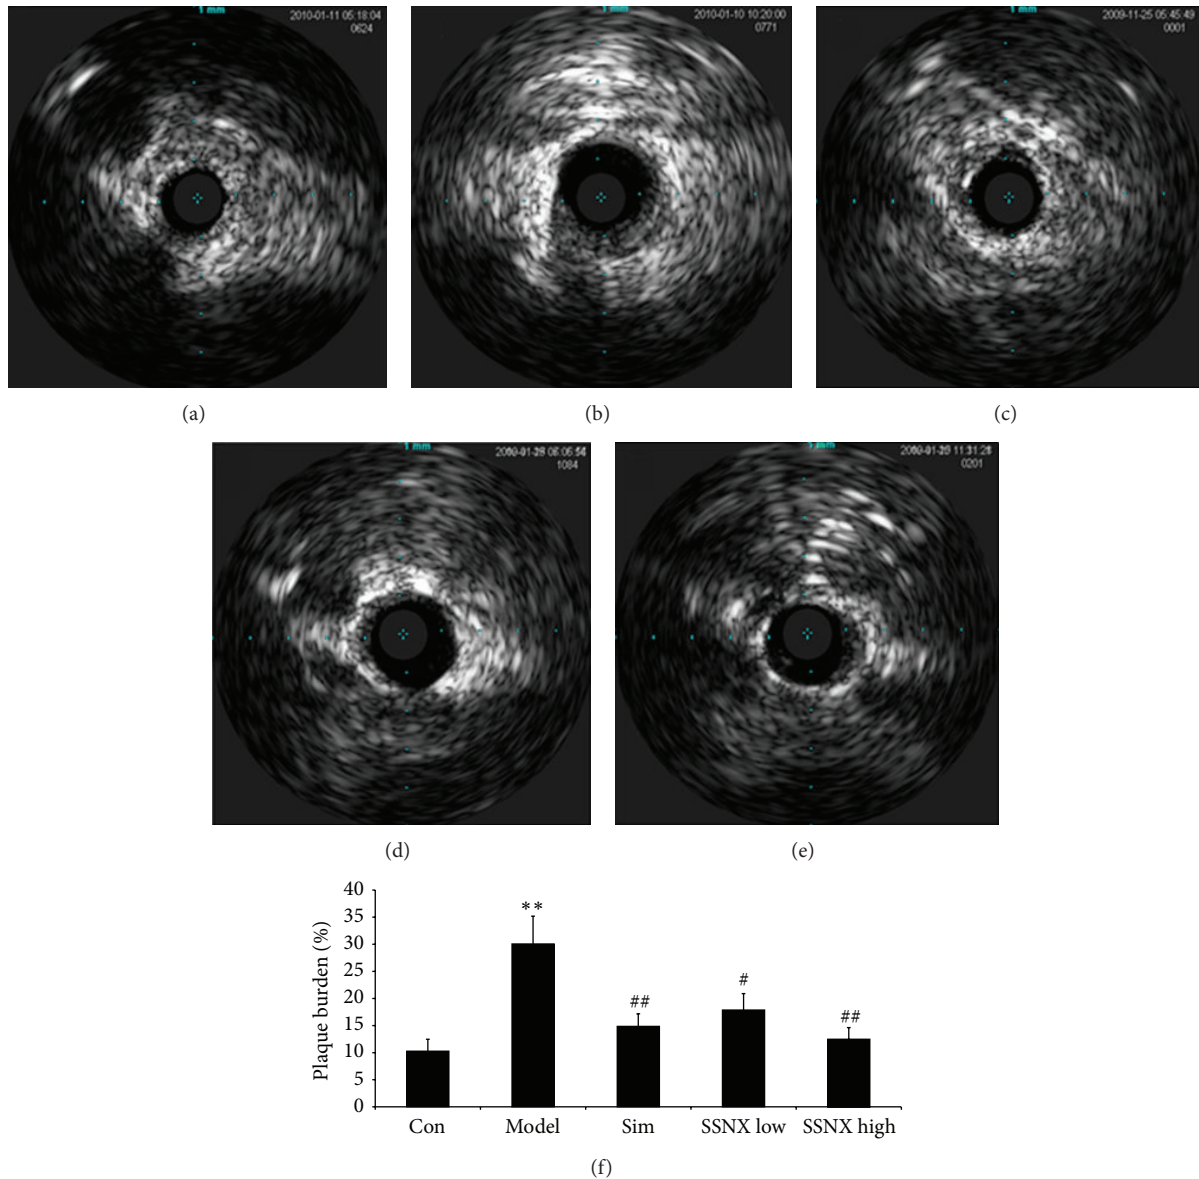 1 mm
2010-01-11 05:18:04
0624
(a)
1 mm
2010-01-10 10:20:00
0771
(b)
1 mm
2009-11-25 05:45:49
0001
(c)
1 mm
1084
(d)
1 mm
0201
(e)
Plaque burden (%)
40
35
30
25
20
15
10
5
0
**
##
#
##
Con
Model
Sim
SSNX low
SSNX high
(f)